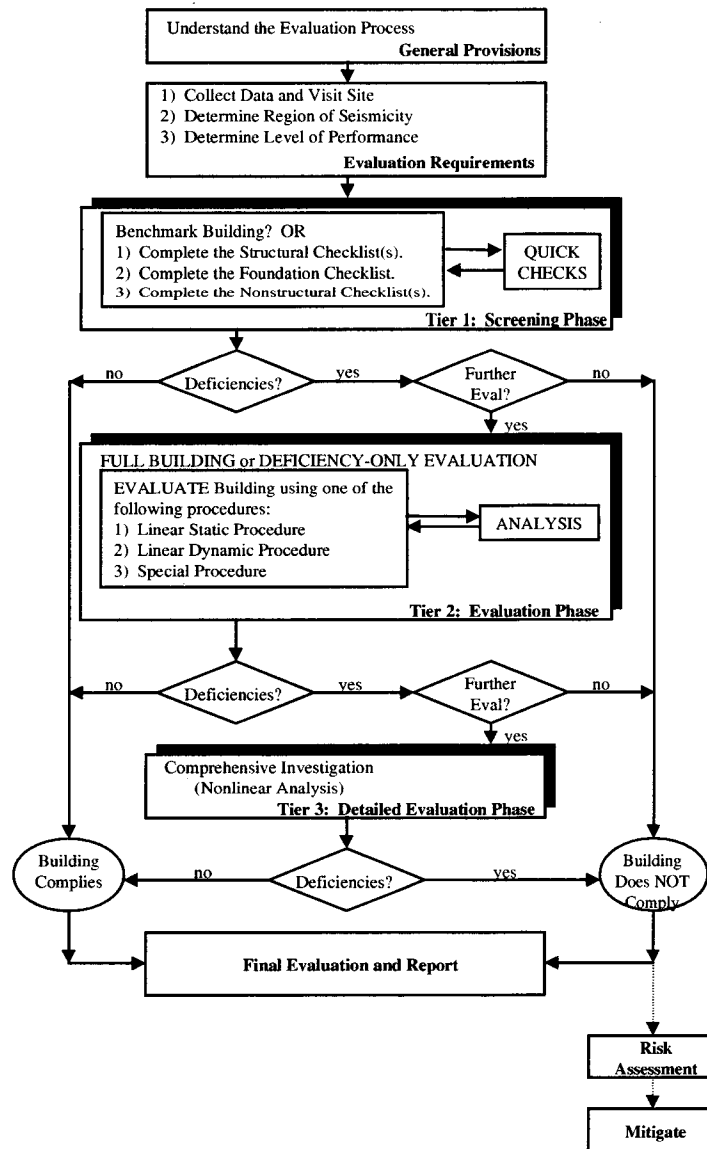 Understand the Evaluation Process
General Provisions
1) Collect Data and Visit Site
2) Determine Region of Seismicity
3) Determine Level of Performance
Evaluation Requirements
Benchmark Building? OR
1) Complete the Structural Checklist(s).
2) Complete the Foundation Checklist.
3) Complete the Nonstructural Checklist(s).
QUICK
CHECKS
Tier 1: Screening Phase
no
Deficiencies?
yes
Further
Eval?
no
yes
FULL BUILDING or DEFICIENCY-ONLY EVALUATION
EVALUATE Building using one of the
following procedures:
1) Linear Static Procedure
2) Linear Dynamic Procedure
3) Special Procedure
ANALYSIS
Tier 2: Evaluation Phase
no
Deficiencies?
yes
Further
Eval?
no
yes
Comprehensive Investigation
(Nonlinear Analysis)
Tier 3: Detailed Evaluation Phase
Building
Complies
no
Deficiencies?
yes
Building
Does NOT
Comply
Final Evaluation and Report
Risk
Assessment
Mitigate